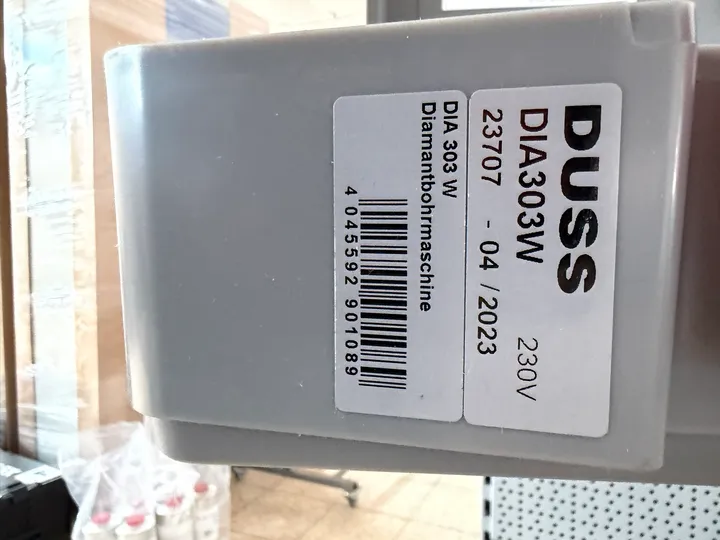 DUSS
DIA303W 230V
23707 - 04 /2023
DIA 303 W
Diamantbohrmaschine
4 045592 901089